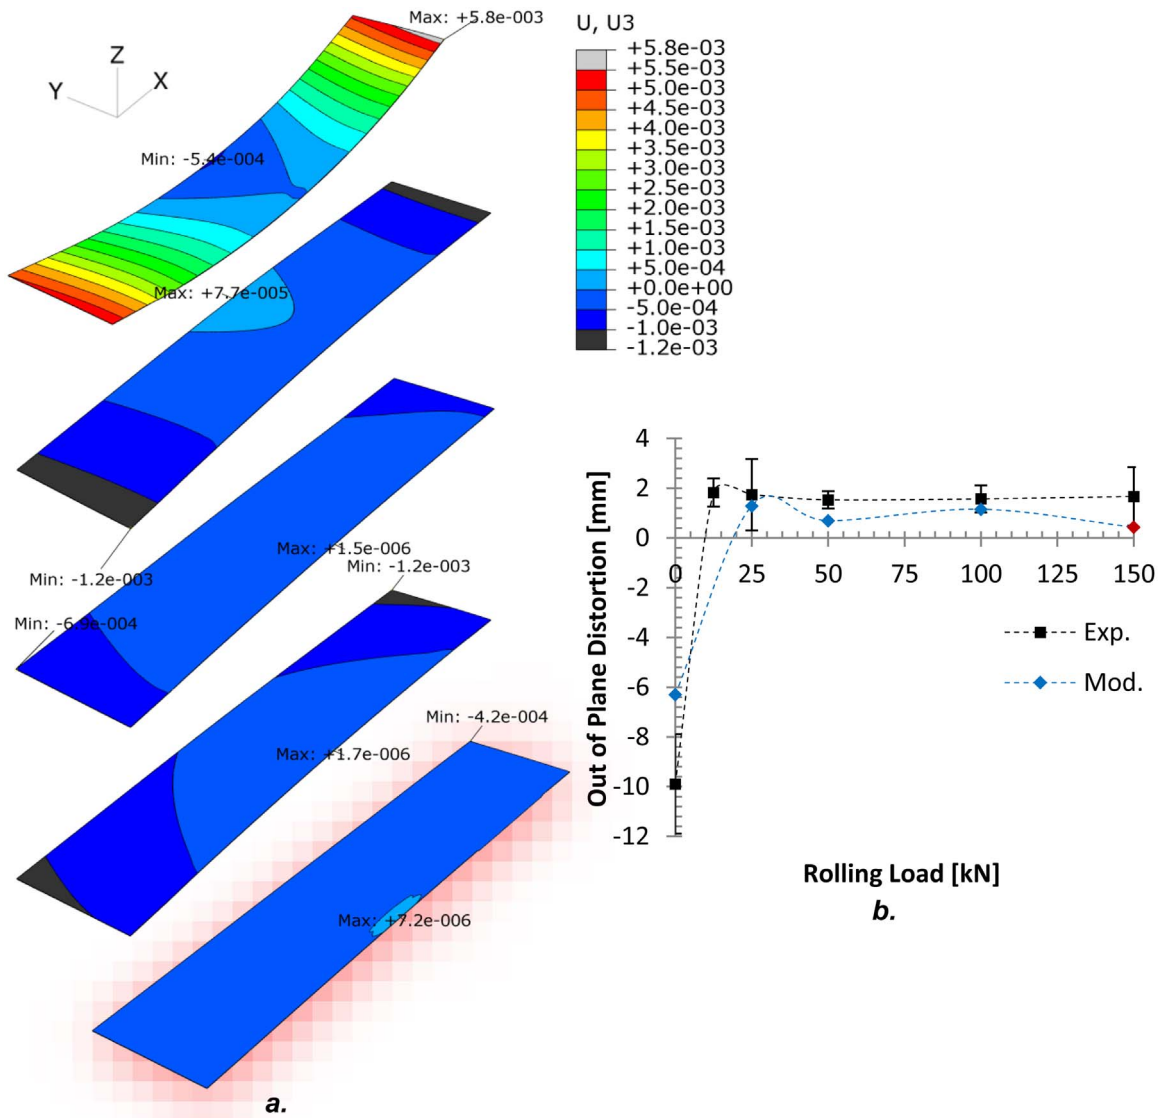 Max: +5.8e-003
U, U3
Z
Y
X
+5.8e-03
+5.5e-03
+5.0e-03
+4.5e-03
+4.0e-03
+3.5e-03
+3.0e-03
+2.5e-03
+2.0e-03
+1.5e-03
+1.0e-03
+5.0e-04
+0.0e+00
-5.0e-04
-1.0e-03
-1.2e-03
Min: -5.4e-004
Max: +7.7e-005
Min: -1.2e-003
Max: +1.5e-006
Min: -6.9e-004
Min: -1.2e-003
Max: +1.7e-006
Min: -4.2e-004
Max: +7.2e-006
a.
Out of Plane Distortion [mm]
4
2
0
-2
-4
-6
-8
-10
-12
0 25 50 75 100 125 150
Exp.
Mod.
Rolling Load [kN]
b.